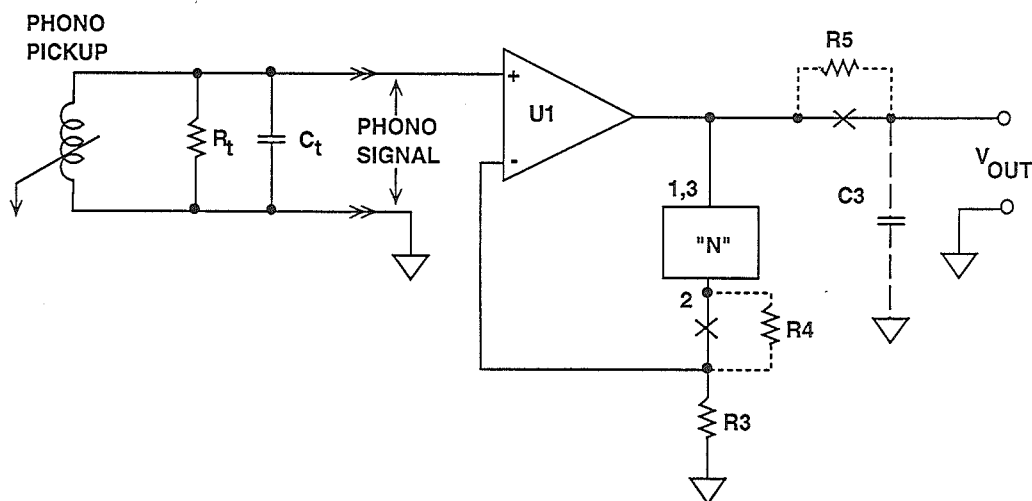 PHONO
PICKUP
Rt
Ct
PHONO
SIGNAL
+
-
U1
R5
VOUT
C3
1,3
"N"
2
R4
R3